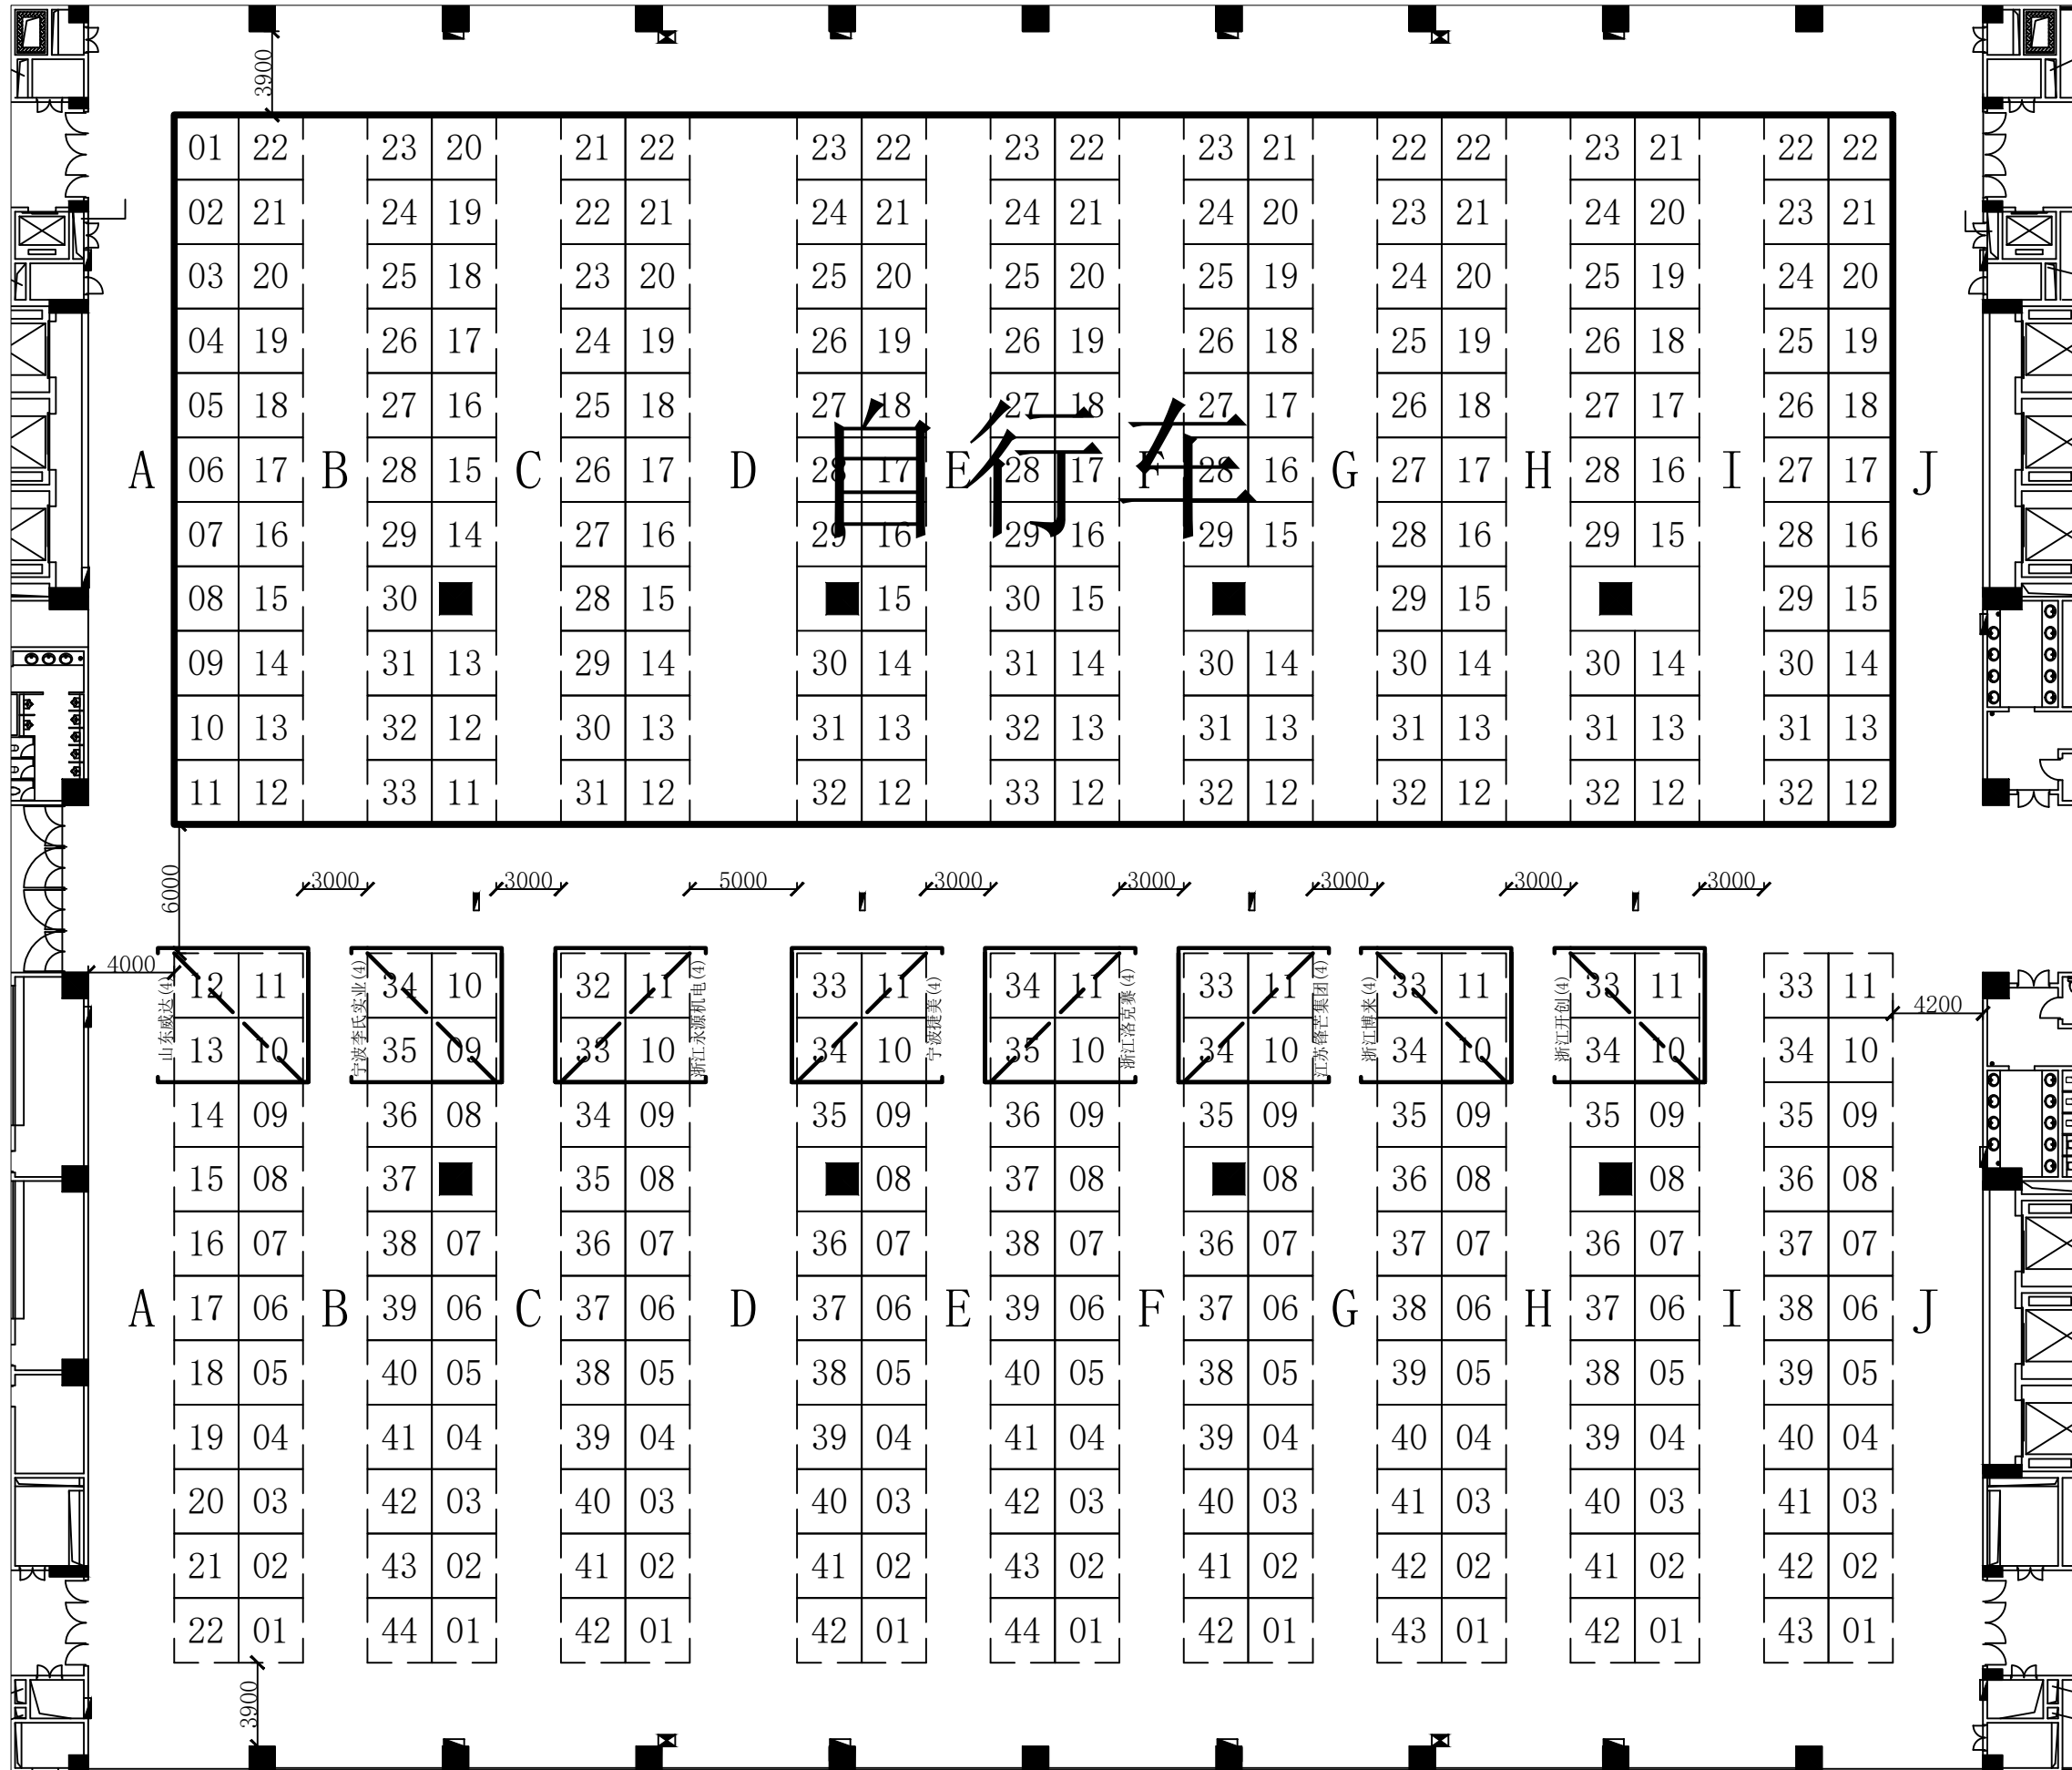 3900
01 22 23 20 21 22 23 22 23 22 23 21 22 22 23 21 22 22
02 21 24 19 22 21 24 21 24 21 24 20 23 21 24 20 23 21
03 20 25 18 23 20 25 20 25 20 25 19 24 20 25 19 24 20
04 19 26 17 24 19 26 19 26 19 26 18 25 19 26 18 25 19
05 18 27 16 25 18 27 18 27 18 27 17 26 18 27 17 26 18
自行车
A 06 17 B 28 15 C 26 17 D 28 17 E 28 17 F 28 16 G 27 17 H 28 16 I 27 17 J
07 16 29 14 27 16 29 16 29 16 29 15 28 16 29 15 28 16
08 15 30 28 15 15 30 15 29 15 29 15
09 14 31 13 29 14 30 14 31 14 30 14 30 14 30 14 30 14
10 13 32 12 30 13 31 13 32 13 31 13 31 13 31 13 31 13
11 12 33 11 31 12 32 12 33 12 32 12 32 12 32 12 32 12
6000
3000 3000 5000 3000 3000 3000 3000 3000
4000
4200
山东威达(4)
宁波李氏实业(4)
浙江永源机电(4)
宁波捷美(4)
浙江洛克赛(4)
江苏锋芒集团(4)
浙江博来(4)
浙江开创(4)
12 11 34 10 32 11 33 11 34 11 33 11 33 11 33 11 33 11
13 10 35 09 33 10 34 10 35 10 34 10 34 10 34 10 34 10
14 09 36 08 34 09 35 09 36 09 35 09 35 09 35 09 35 09
15 08 37 35 08 08 37 08 08 36 08 08 36 08
16 07 38 07 36 07 36 07 38 07 36 07 37 07 36 07 37 07
A 17 06 B 39 06 C 37 06 D 37 06 E 39 06 F 37 06 G 38 06 H 37 06 I 38 06 J
18 05 40 05 38 05 38 05 40 05 38 05 39 05 38 05 39 05
19 04 41 04 39 04 39 04 41 04 39 04 40 04 39 04 40 04
20 03 42 03 40 03 40 03 42 03 40 03 41 03 40 03 41 03
21 02 43 02 41 02 41 02 43 02 41 02 42 02 41 02 42 02
22 01 44 01 42 01 42 01 44 01 42 01 43 01 42 01 43 01
3900